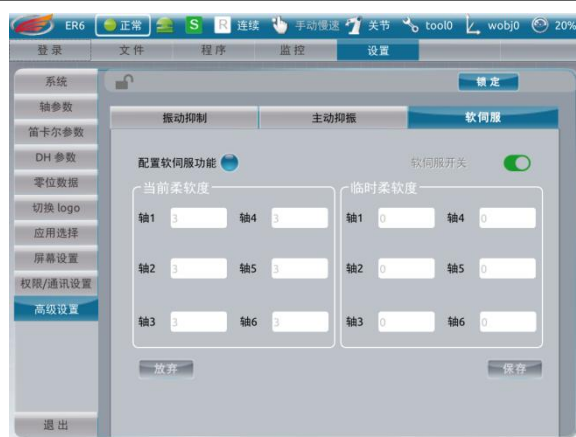 ER6 正常 S R 连续 手动慢速 关节 tool0 wobj0 20%
登录 文件 程序 监控 设置
系统
锁定
轴参数
振动抑制 主动抑振 软伺服
笛卡尔参数
DH 参数
配置软伺服功能 软伺服开关
零位数据
当前柔软度 临时柔软度
切换 logo
轴1 3 轴4 3 轴1 0 轴4 0
应用选择
屏幕设置
轴2 3 轴5 3 轴2 0 轴5 0
权限/通讯设置
高级设置
轴3 3 轴6 3 轴3 0 轴6 0
放弃 保存
退出